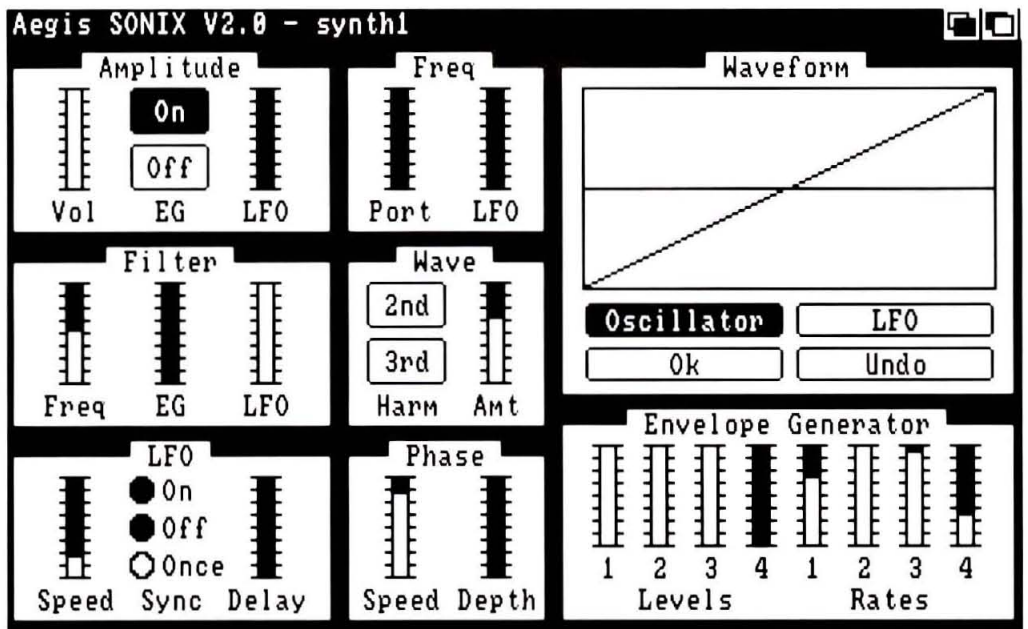 Aegis SONIX V2.0 - synth1
Amplitude
On
Off
Vol EG LFO
Freq
Port LFO
Waveform
Oscillator LFO
Ok Undo
Filter
Freq EG LFO
Wave
2nd
3rd
Harm Amt
LFO
On
Off
Once
Speed Sync Delay
Phase
Speed Depth
Envelope Generator
1 2 3 4 1 2 3 4
Levels Rates